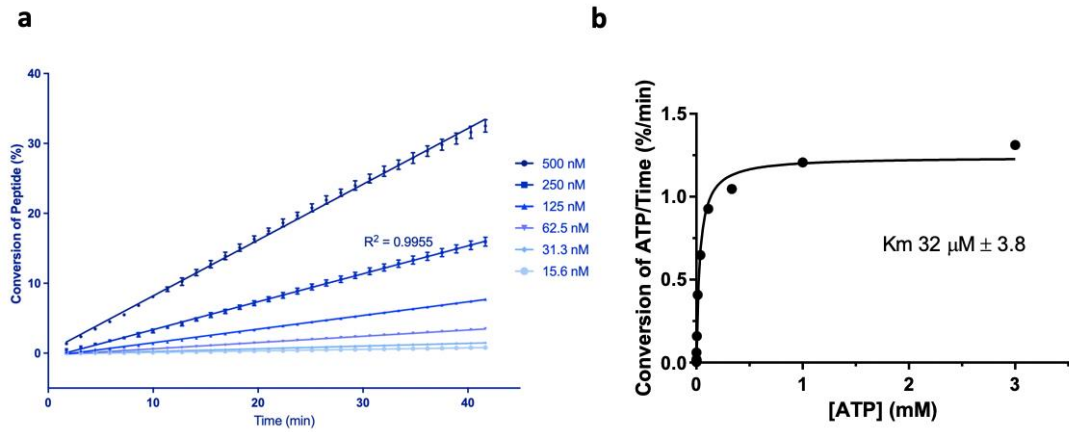 a
b
Conversion of Peptide (%)
40
30
20
10
0
0
10
20
30
40
Time (min)
R² = 0.9955
500 nM
250 nM
125 nM
62.5 nM
31.3 nM
15.6 nM
Conversion of ATP/Time (%/min)
1.5
1.0
0.5
0.0
0
1
2
3
[ATP] (mM)
Km 32 μM ± 3.8